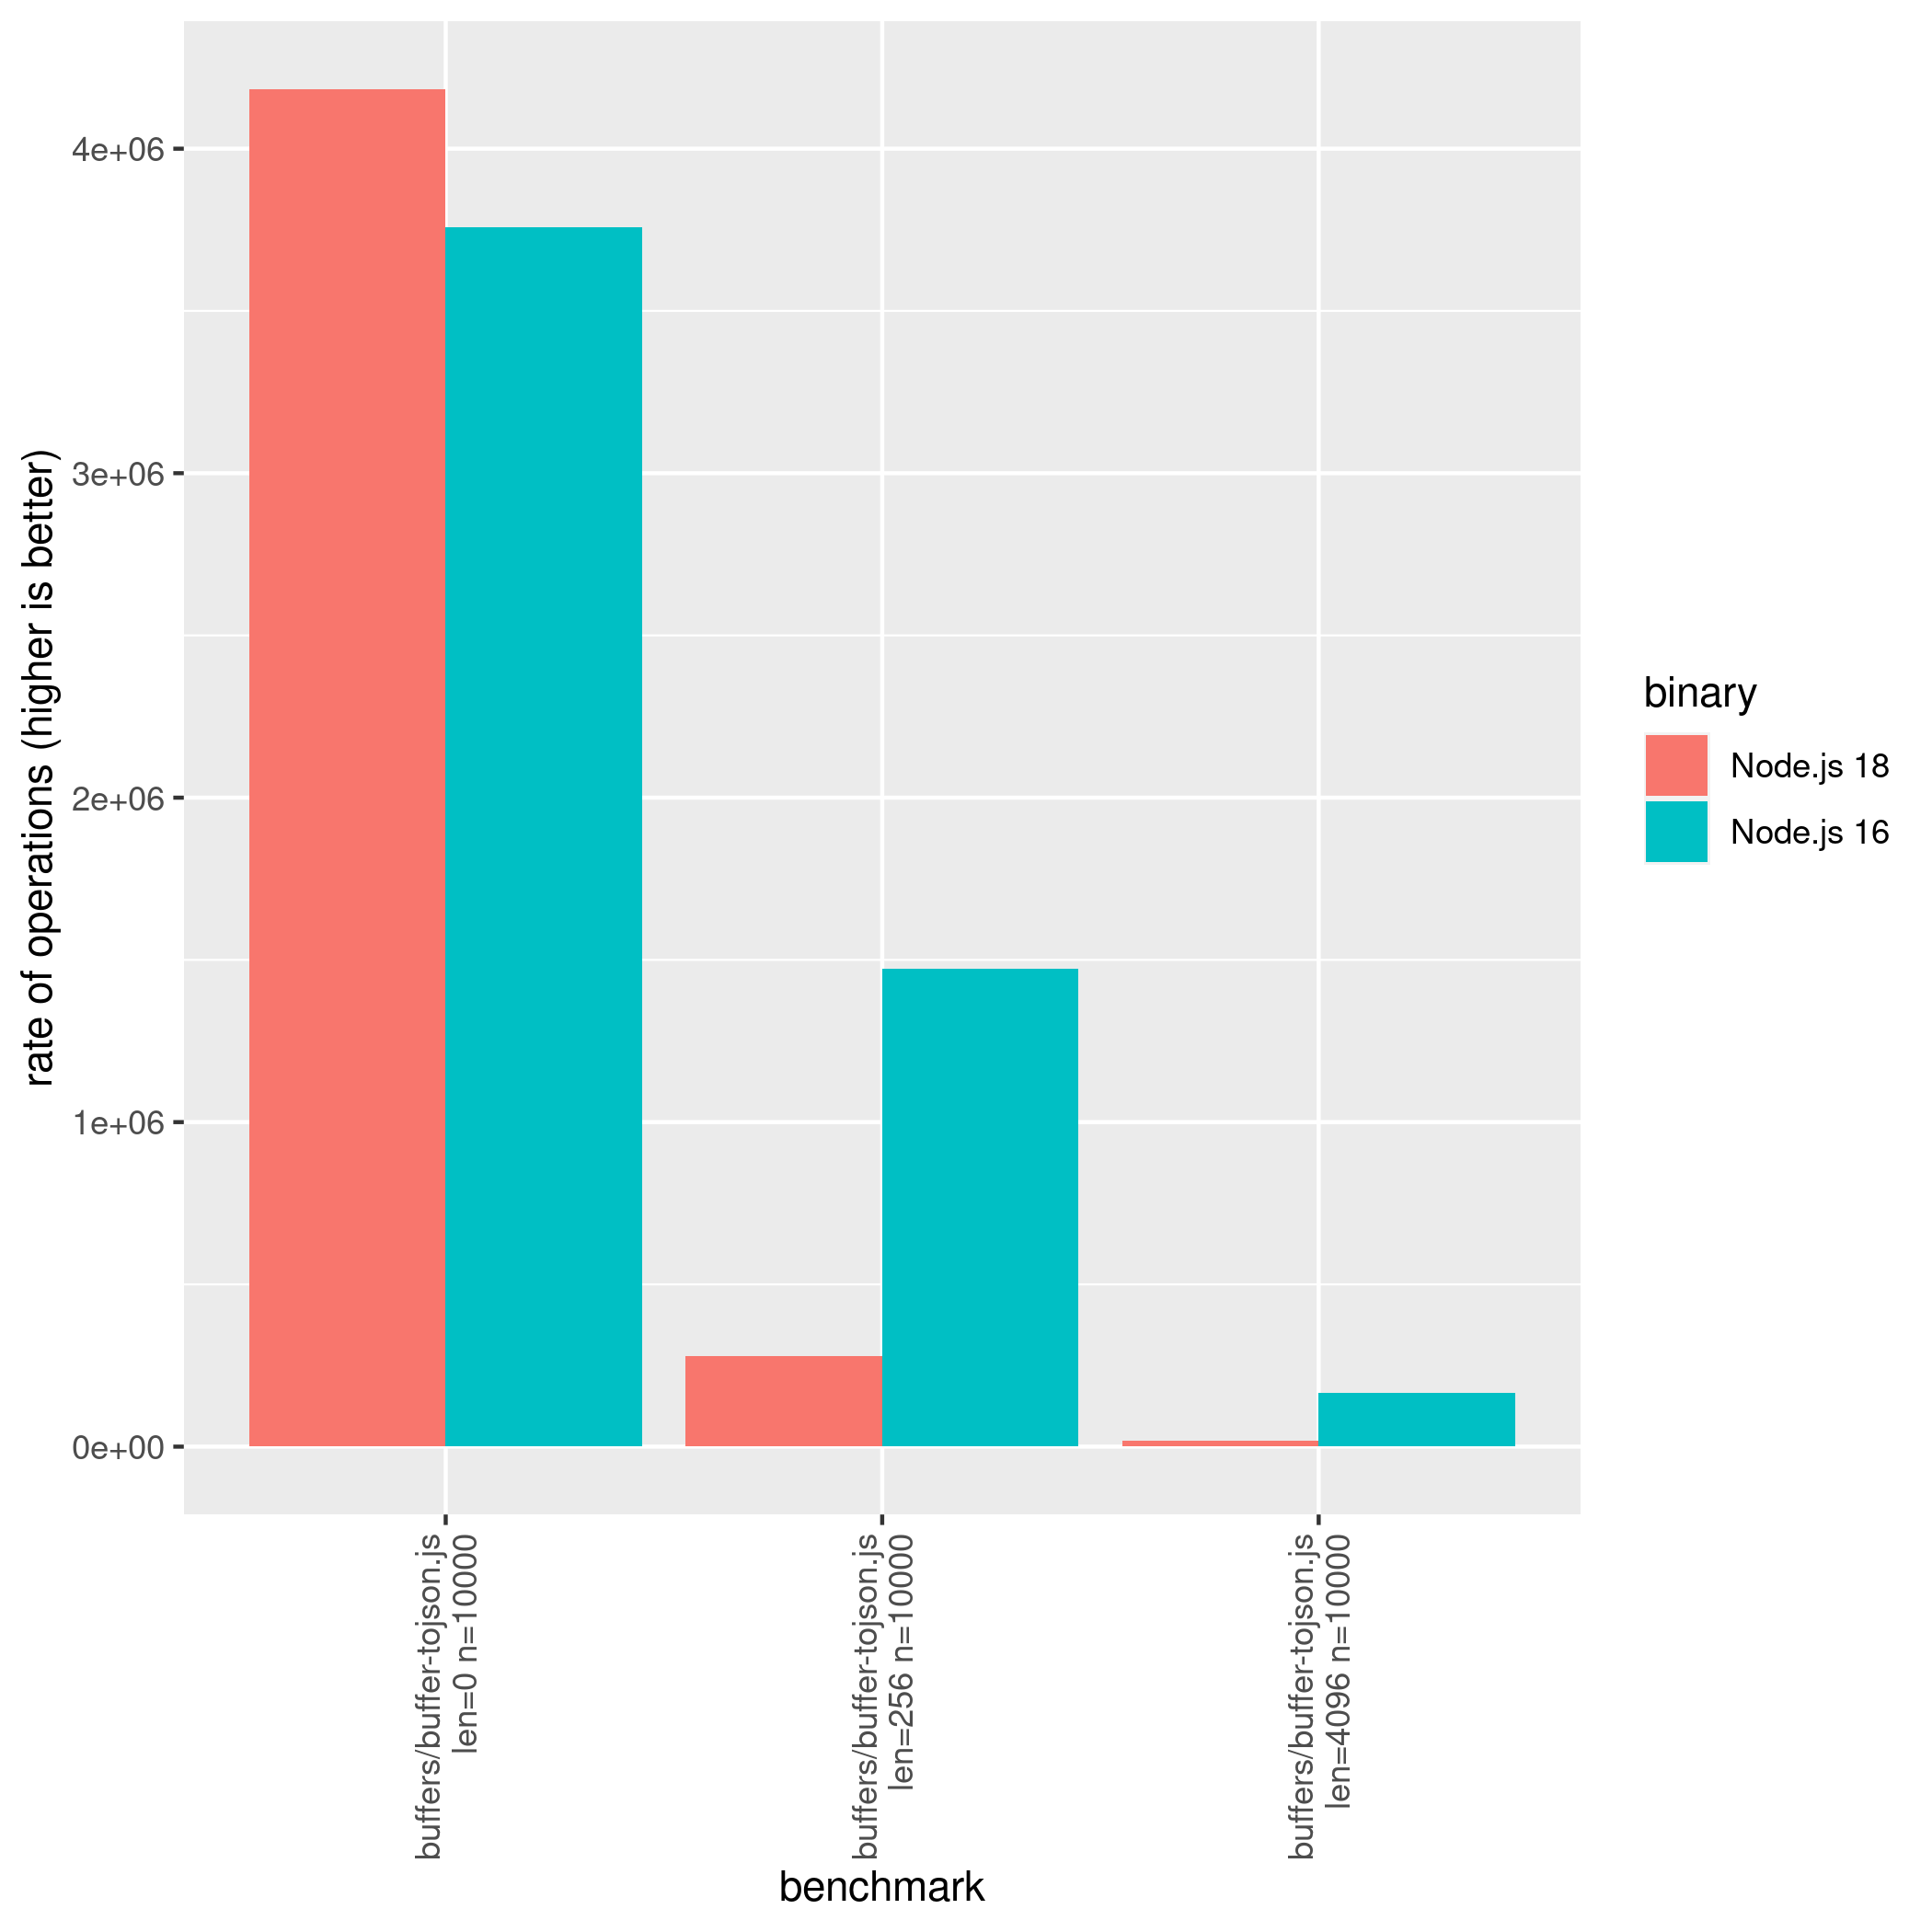 rate of operations (higher is better)
4e+06
3e+06
2e+06
1e+06
0e+00
buffers/buffer-tojson.js
len=0 n=10000
buffers/buffer-tojson.js
len=256 n=10000
buffers/buffer-tojson.js
len=4096 n=10000
benchmark
binary
Node.js 18
Node.js 16